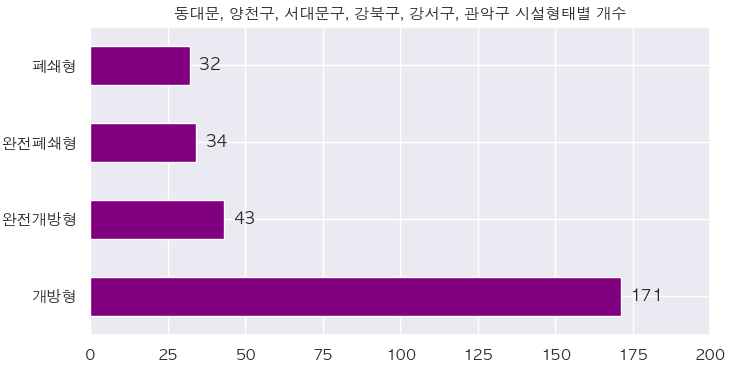 동대문, 양천구, 서대문구, 강북구, 강서구, 관악구 시설형태별 개수
폐쇄형 32
완전폐쇄형 34
완전개방형 43
개방형 171
0 25 50 75 100 125 150 175 200